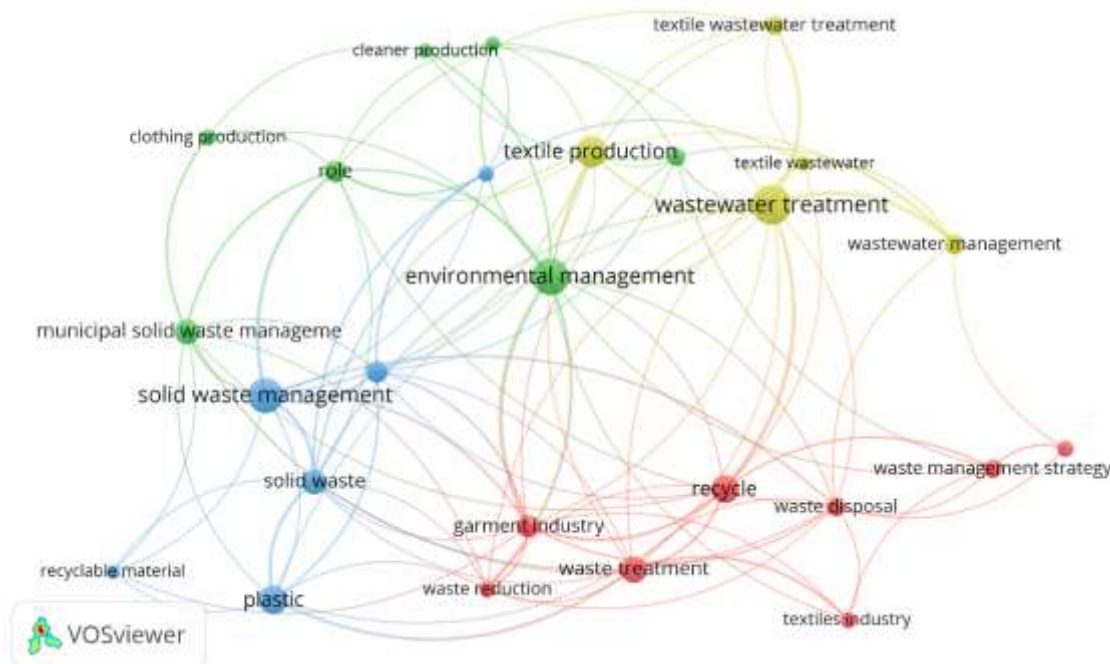 textile wastewater treatment
cleaner production
clothing production
textile production
role
textile wastewater
wastewater treatment
wastewater management
environmental management
municipal solid waste manageme
solid waste management
waste management strategy
solid waste
recycle
waste disposal
garment industry
recyclable material
waste treatment
waste reduction
plastic
textiles industry
VOSviewer